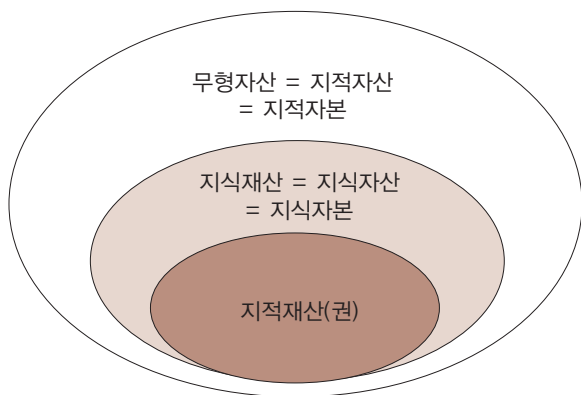 무형자산 = 지적자산
= 지적자본
지식재산 = 지식자산
= 지식자본
지적재산(권)